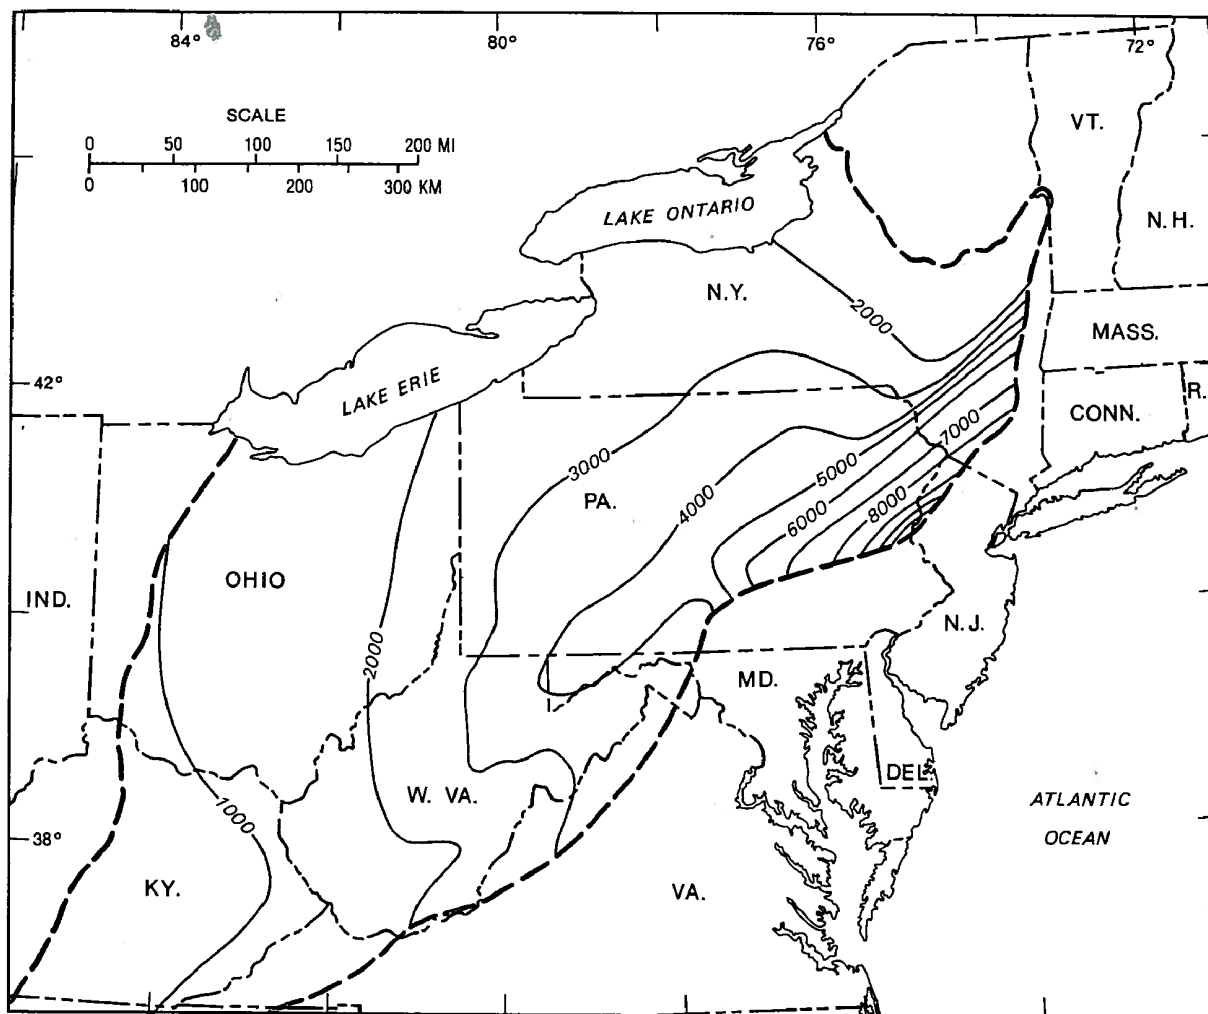 84° 80° 76° 72°
SCALE
0 50 100 150 200 MI
0 100 200 300 KM
VT.
LAKE ONTARIO
N.H.
N.Y.
2000
MASS.
42°
LAKE ERIE
CONN.
R.
7000
3000
5000
PA.
4000
8000
6000
OHIO
IND.
N.J.
2000
MD.
DEL.
W. VA.
ATLANTIC
OCEAN
1000
38°
KY.
VA.